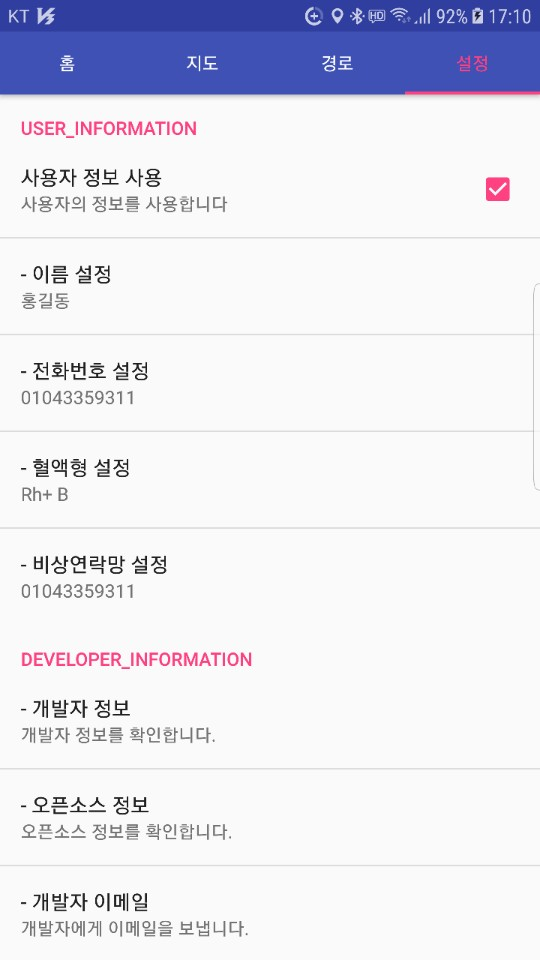 KT 92% 17:10
홈 지도 경로 설정
USER_INFORMATION
사용자 정보 사용
사용자의 정보를 사용합니다
- 이름 설정
홍길동
- 전화번호 설정
01043359311
- 혈액형 설정
Rh+ B
- 비상연락망 설정
01043359311
DEVELOPER_INFORMATION
- 개발자 정보
개발자 정보를 확인합니다.
- 오픈소스 정보
오픈소스 정보를 확인합니다.
- 개발자 이메일
개발자에게 이메일을 보냅니다.